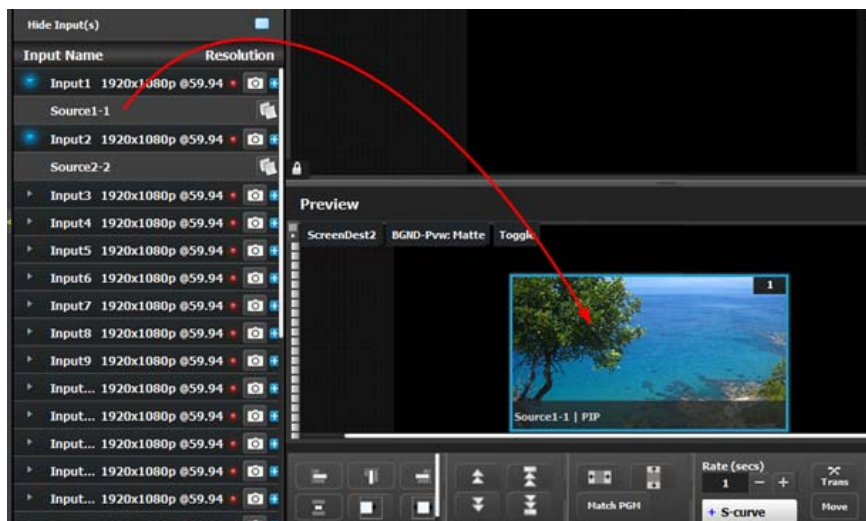 Hide Input(s)
Input Name Resolution
Input1 1920x1080p @59.94
Source1-1
Input2 1920x1080p @59.94
Source2-2
Input3 1920x1080p @59.94
Input4 1920x1080p @59.94
Input5 1920x1080p @59.94
Input6 1920x1080p @59.94
Input7 1920x1080p @59.94
Input8 1920x1080p @59.94
Input9 1920x1080p @59.94
Input... 1920x1080p @59.94
Input... 1920x1080p @59.94
Input... 1920x1080p @59.94
Input... 1920x1080p @59.94
Input... 1920x1080p @59.94
Input... 1920x1080p @59.94
Preview
ScreenDest2 BGND-Pvw: Matte Toggle
1
Source1-1 | PIP
Match PGM
Rate (secs)
1 - +
+ S-curve
Trans
Move